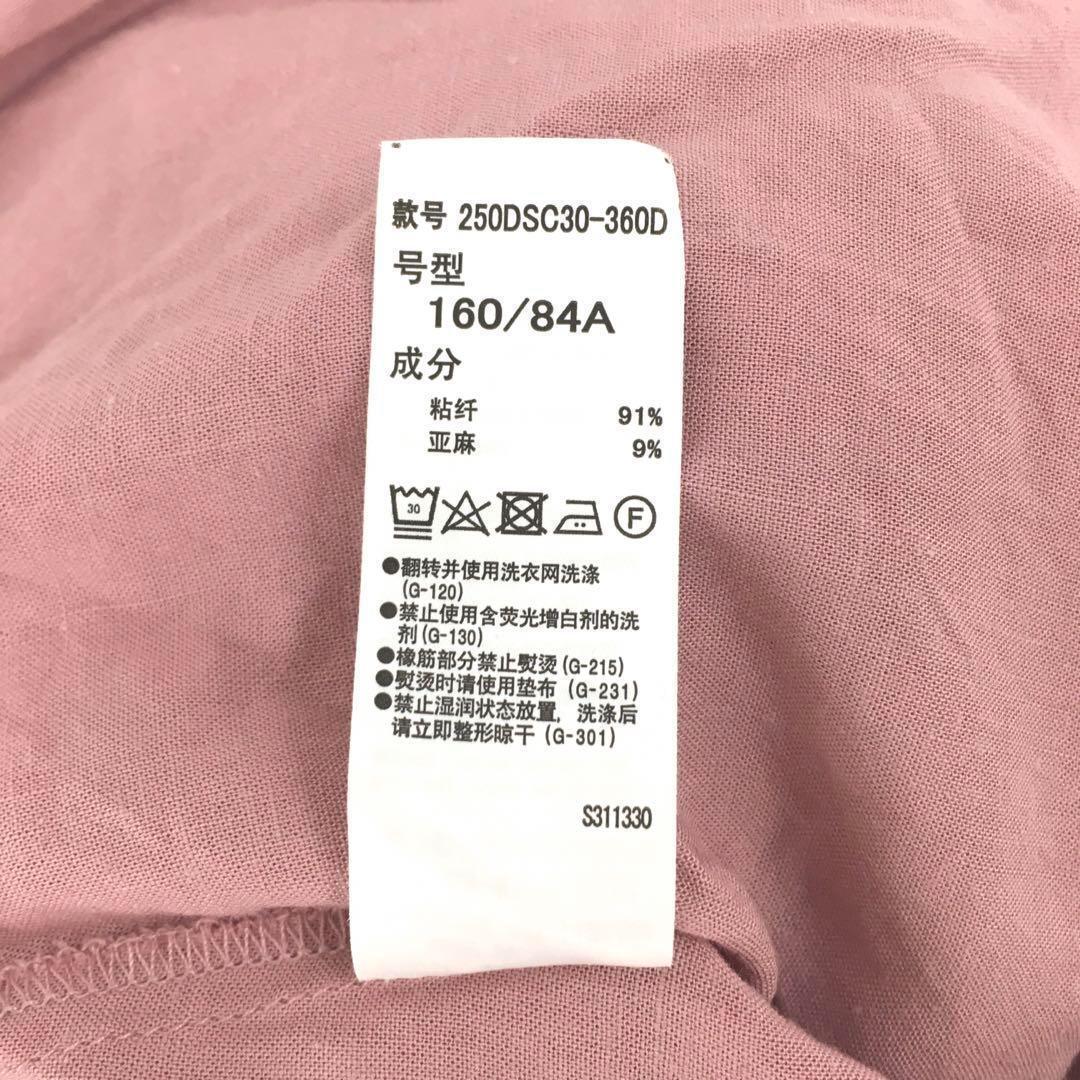 款号 250DSC30-360D
号型
160/84A
成分
粘纤 91%
亚麻 9%
30 F
●翻转并使用洗衣网洗涤
(G-120)
●禁止使用含荧光增白剂的洗
剂(G-130)
●橡筋部分禁止熨烫(G-215)
●熨烫时请使用垫布 (G-231)
●禁止湿润状态放置, 洗涤后
请立即整形晾干 (G-301)
S311330